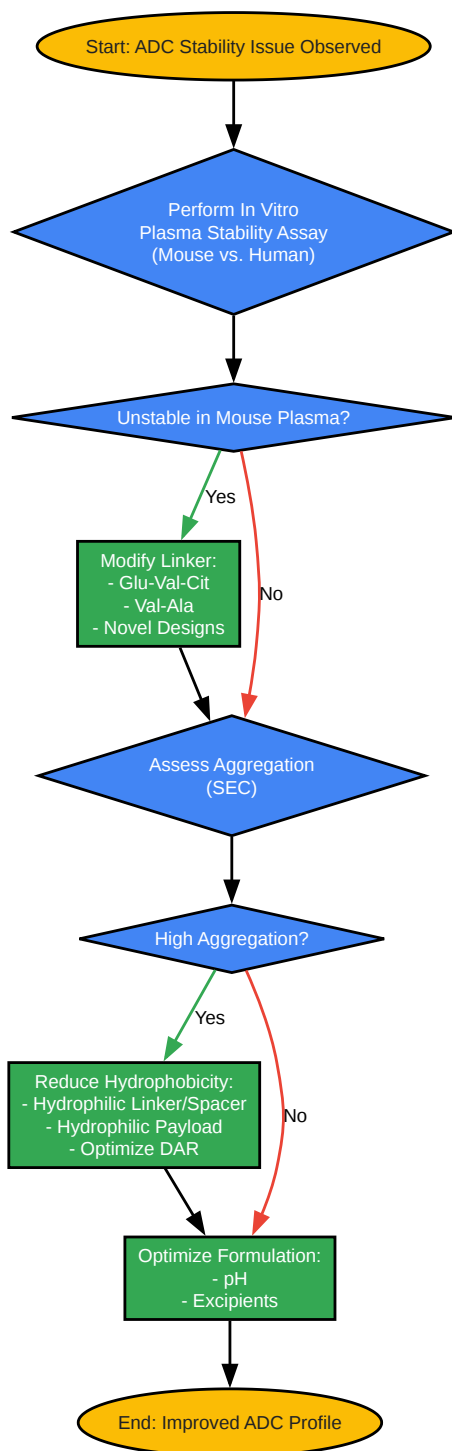 Start: ADC Stability Issue Observed
Perform In Vitro
Plasma Stability Assay
(Mouse vs. Human)
Unstable in Mouse Plasma?
Yes
Modify Linker:
- Glu-Val-Cit
- Val-Ala
- Novel Designs
No
Assess Aggregation
(SEC)
High Aggregation?
Yes
Reduce Hydrophobicity:
- Hydrophilic Linker/Spacer
- Hydrophilic Payload
- Optimize DAR
No
Optimize Formulation:
- pH
- Excipients
End: Improved ADC Profile